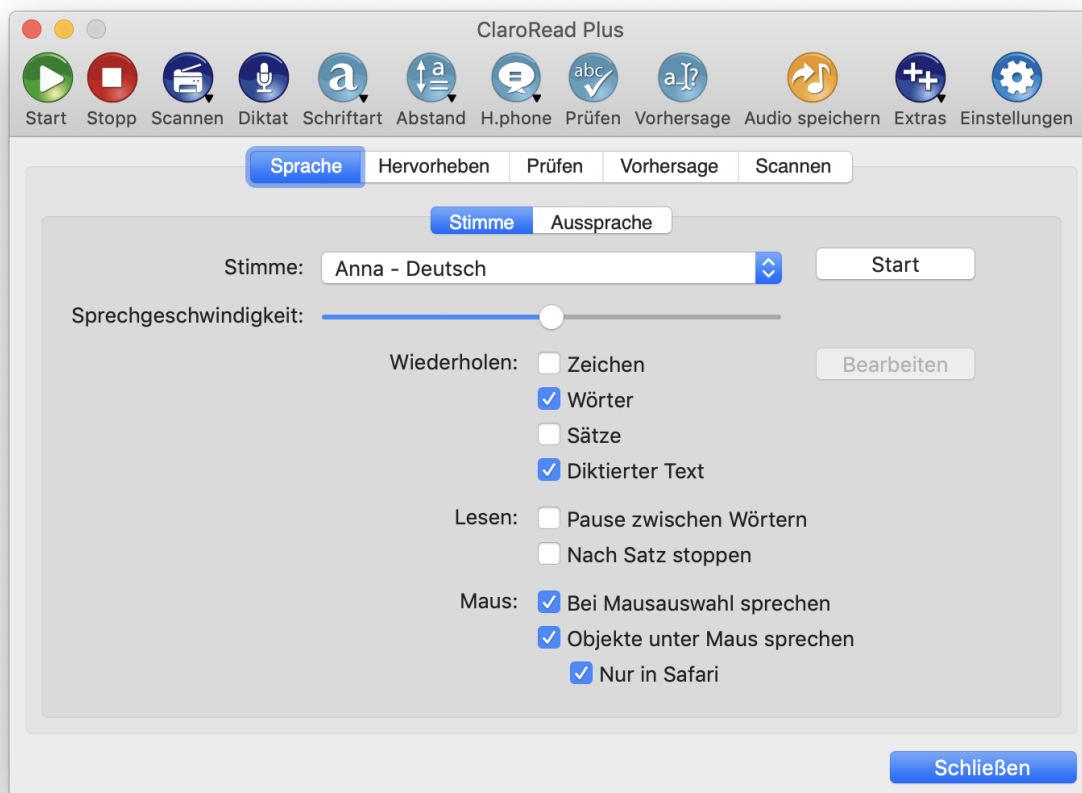 ClaroRead Plus
a abc a a..?
Start Stopp Scannen Diktat Schriftart Abstand H.phone Prüfen Vorhersage Audio speichern Extras Einstellungen
Sprache Hervorheben Prüfen Vorhersage Scannen
Stimme Aussprache
Stimme: Anna - Deutsch Start
Sprechgeschwindigkeit:
Wiederholen: Zeichen Bearbeiten
Wörter
Sätze
Diktierter Text
Lesen: Pause zwischen Wörtern
Nach Satz stoppen
Maus: Bei Mausauswahl sprechen
Objekte unter Maus sprechen
Nur in Safari
Schließen